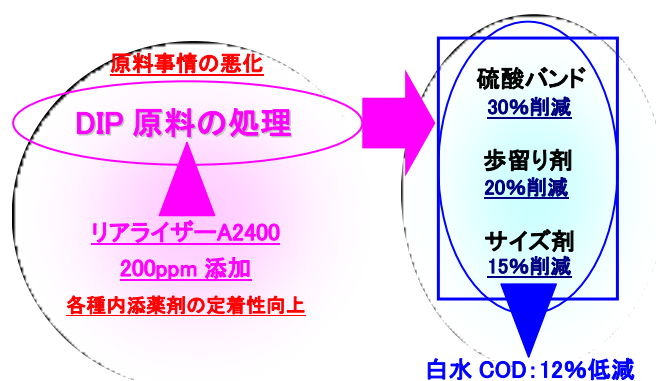 原料事情の悪化
DIP 原料の処理
リアライザーA2400
200ppm 添加
各種内添薬剤の定着性向上
硫酸バンド
30%削減
歩留り剤
20%削減
サイズ剤
15%削減
白水 COD:12%低減